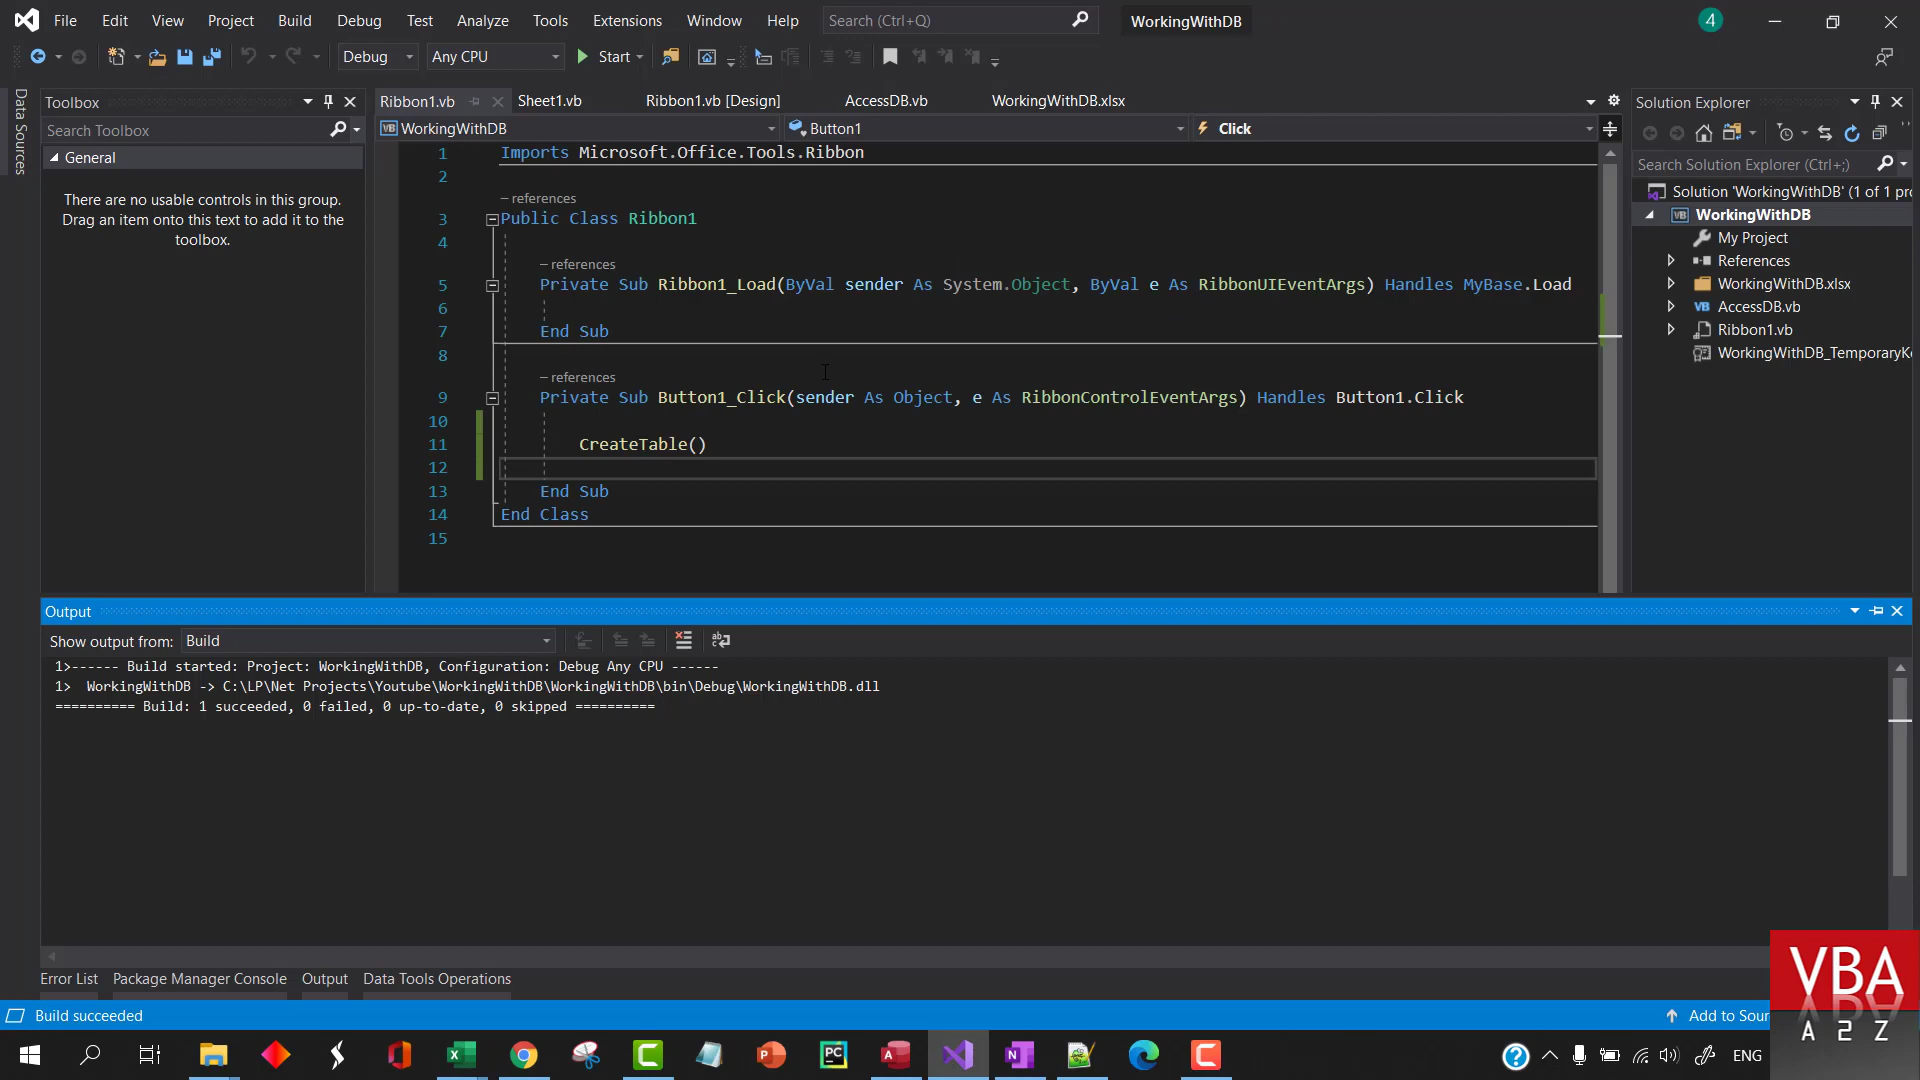 File Edit View Project Build Debug Test Analyze Tools Extensions Window Help Search (Ctrl+Q) WorkingWithDB 4
Debug Any CPU Start
Data Sources
Toolbox
Search Toolbox
General
There are no usable controls in this group.
Drag an item onto this text to add it to the
toolbox.
Ribbon1.vb Sheet1.vb Ribbon1.vb [Design] AccessDB.vb WorkingWithDB.xlsx
VB WorkingWithDB Button1 Click
1 Imports Microsoft.Office.Tools.Ribbon
2
– references
3 Public Class Ribbon1
4
– references
5 Private Sub Ribbon1_Load(ByVal sender As System.Object, ByVal e As RibbonUIEventArgs) Handles MyBase.Load
6
7 End Sub
8
– references
9 Private Sub Button1_Click(sender As Object, e As RibbonControlEventArgs) Handles Button1.Click
10
11 CreateTable()
12
13 End Sub
14 End Class
15
Solution Explorer
Search Solution Explorer (Ctrl+;)
Solution 'WorkingWithDB' (1 of 1 pro
VB WorkingWithDB
My Project
References
WorkingWithDB.xlsx
VB AccessDB.vb
Ribbon1.vb
WorkingWithDB_TemporaryKe
Output
Show output from: Build
1>------ Build started: Project: WorkingWithDB, Configuration: Debug Any CPU ------
1>  WorkingWithDB -> C:\LP\Net Projects\Youtube\WorkingWithDB\WorkingWithDB\bin\Debug\WorkingWithDB.dll
========== Build: 1 succeeded, 0 failed, 0 up-to-date, 0 skipped ==========
Error List Package Manager Console Output Data Tools Operations
Build succeeded Add to Sour
ENG
VBA
A 2 Z